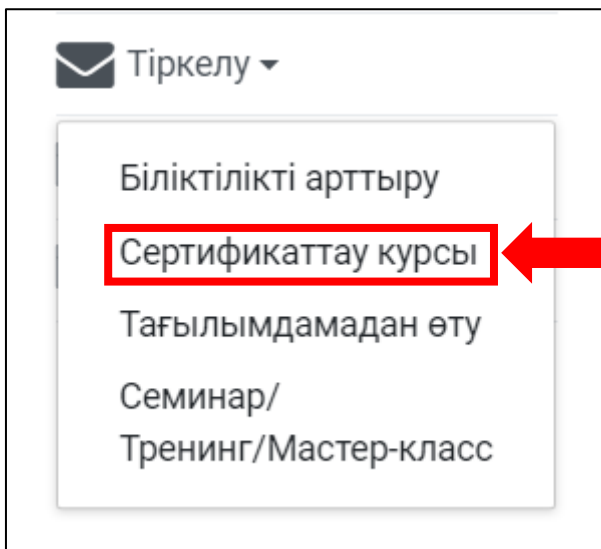 Тіркелу
Біліктілікті арттыру
Сертификаттау курсы
Тағылымдамадан өту
Семинар/
Тренинг/Мастер-класс